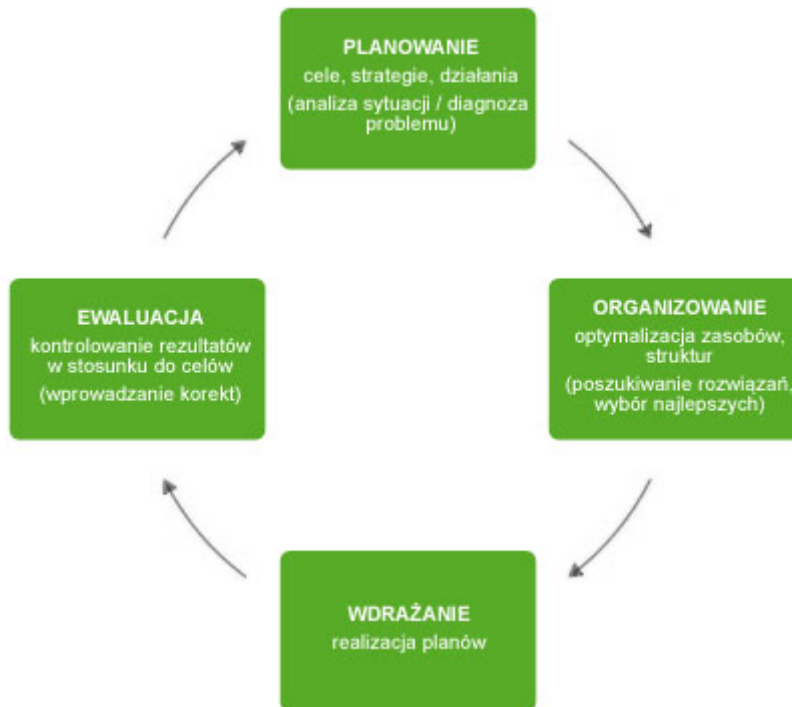 PLANOWANIE
cele, strategie, działania
(analiza sytuacji / diagnoza
problemu)
EWALUACJA
kontrolowanie rezultatów
w stosunku do celów
(wprowadzanie korekt)
ORGANIZOWANIE
optymalizacja zasobów,
struktur
(poszukiwanie rozwiązań,
wybór najlepszych)
WDRAŻANIE
realizacja planów